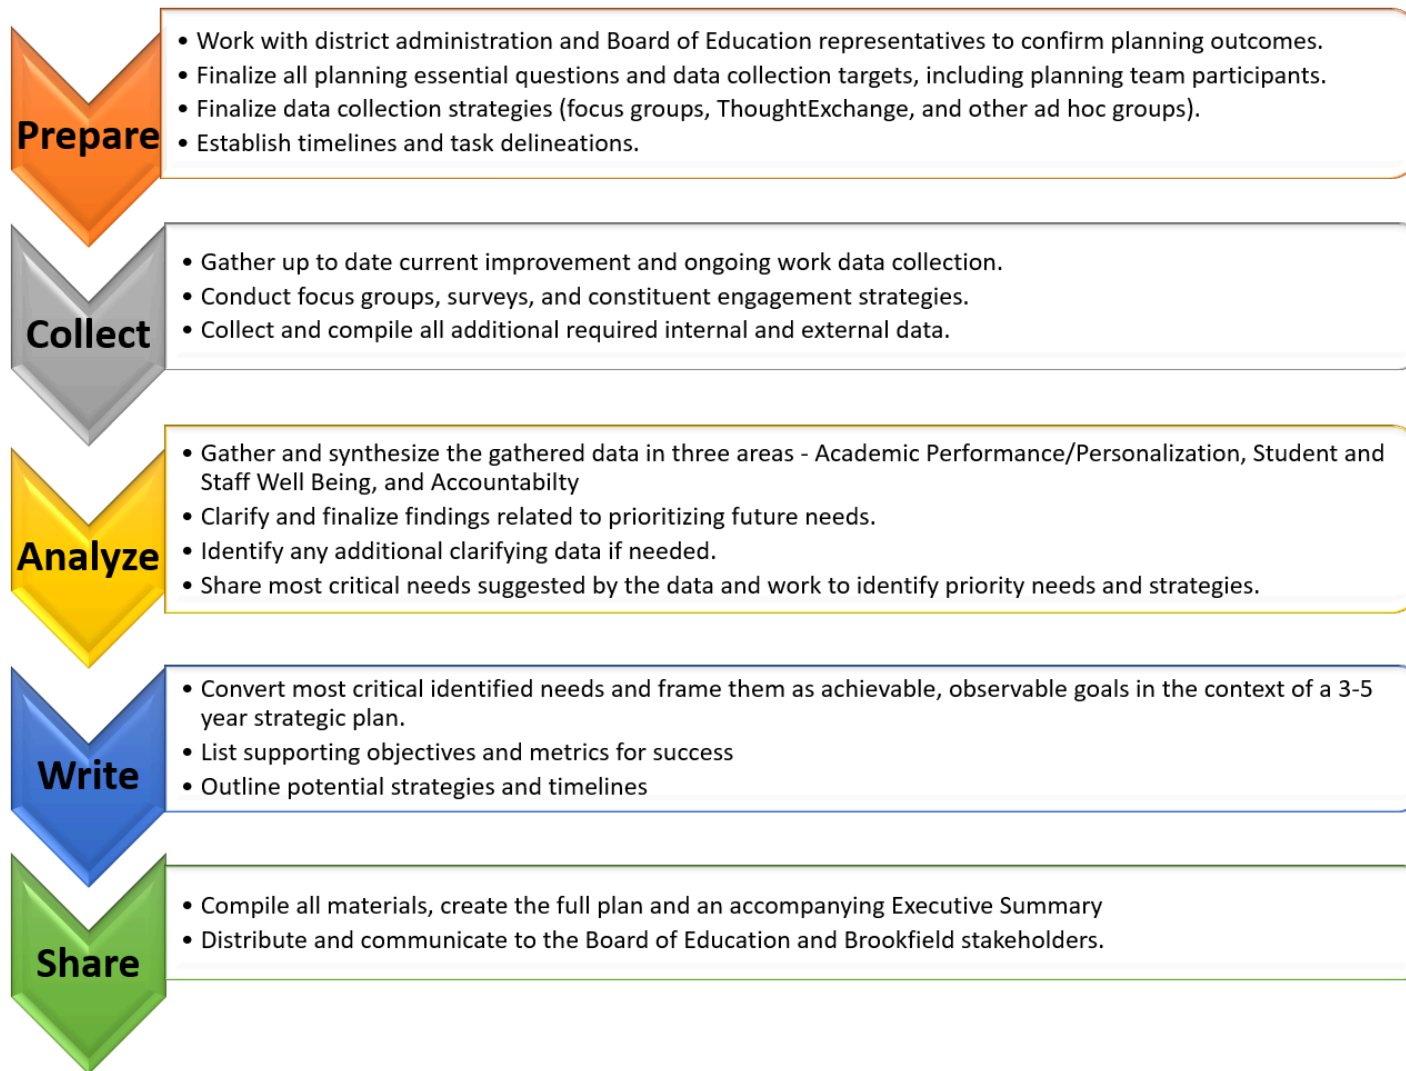 Prepare
• Work with district administration and Board of Education representatives to confirm planning outcomes.
• Finalize all planning essential questions and data collection targets, including planning team participants.
• Finalize data collection strategies (focus groups, ThoughtExchange, and other ad hoc groups).
• Establish timelines and task delineations.
Collect
• Gather up to date current improvement and ongoing work data collection.
• Conduct focus groups, surveys, and constituent engagement strategies.
• Collect and compile all additional required internal and external data.
Analyze
• Gather and synthesize the gathered data in three areas - Academic Performance/Personalization, Student and
Staff Well Being, and Accountabilty
• Clarify and finalize findings related to prioritizing future needs.
• Identify any additional clarifying data if needed.
• Share most critical needs suggested by the data and work to identify priority needs and strategies.
Write
• Convert most critical identified needs and frame them as achievable, observable goals in the context of a 3-5
year strategic plan.
• List supporting objectives and metrics for success
• Outline potential strategies and timelines
Share
• Compile all materials, create the full plan and an accompanying Executive Summary
• Distribute and communicate to the Board of Education and Brookfield stakeholders.